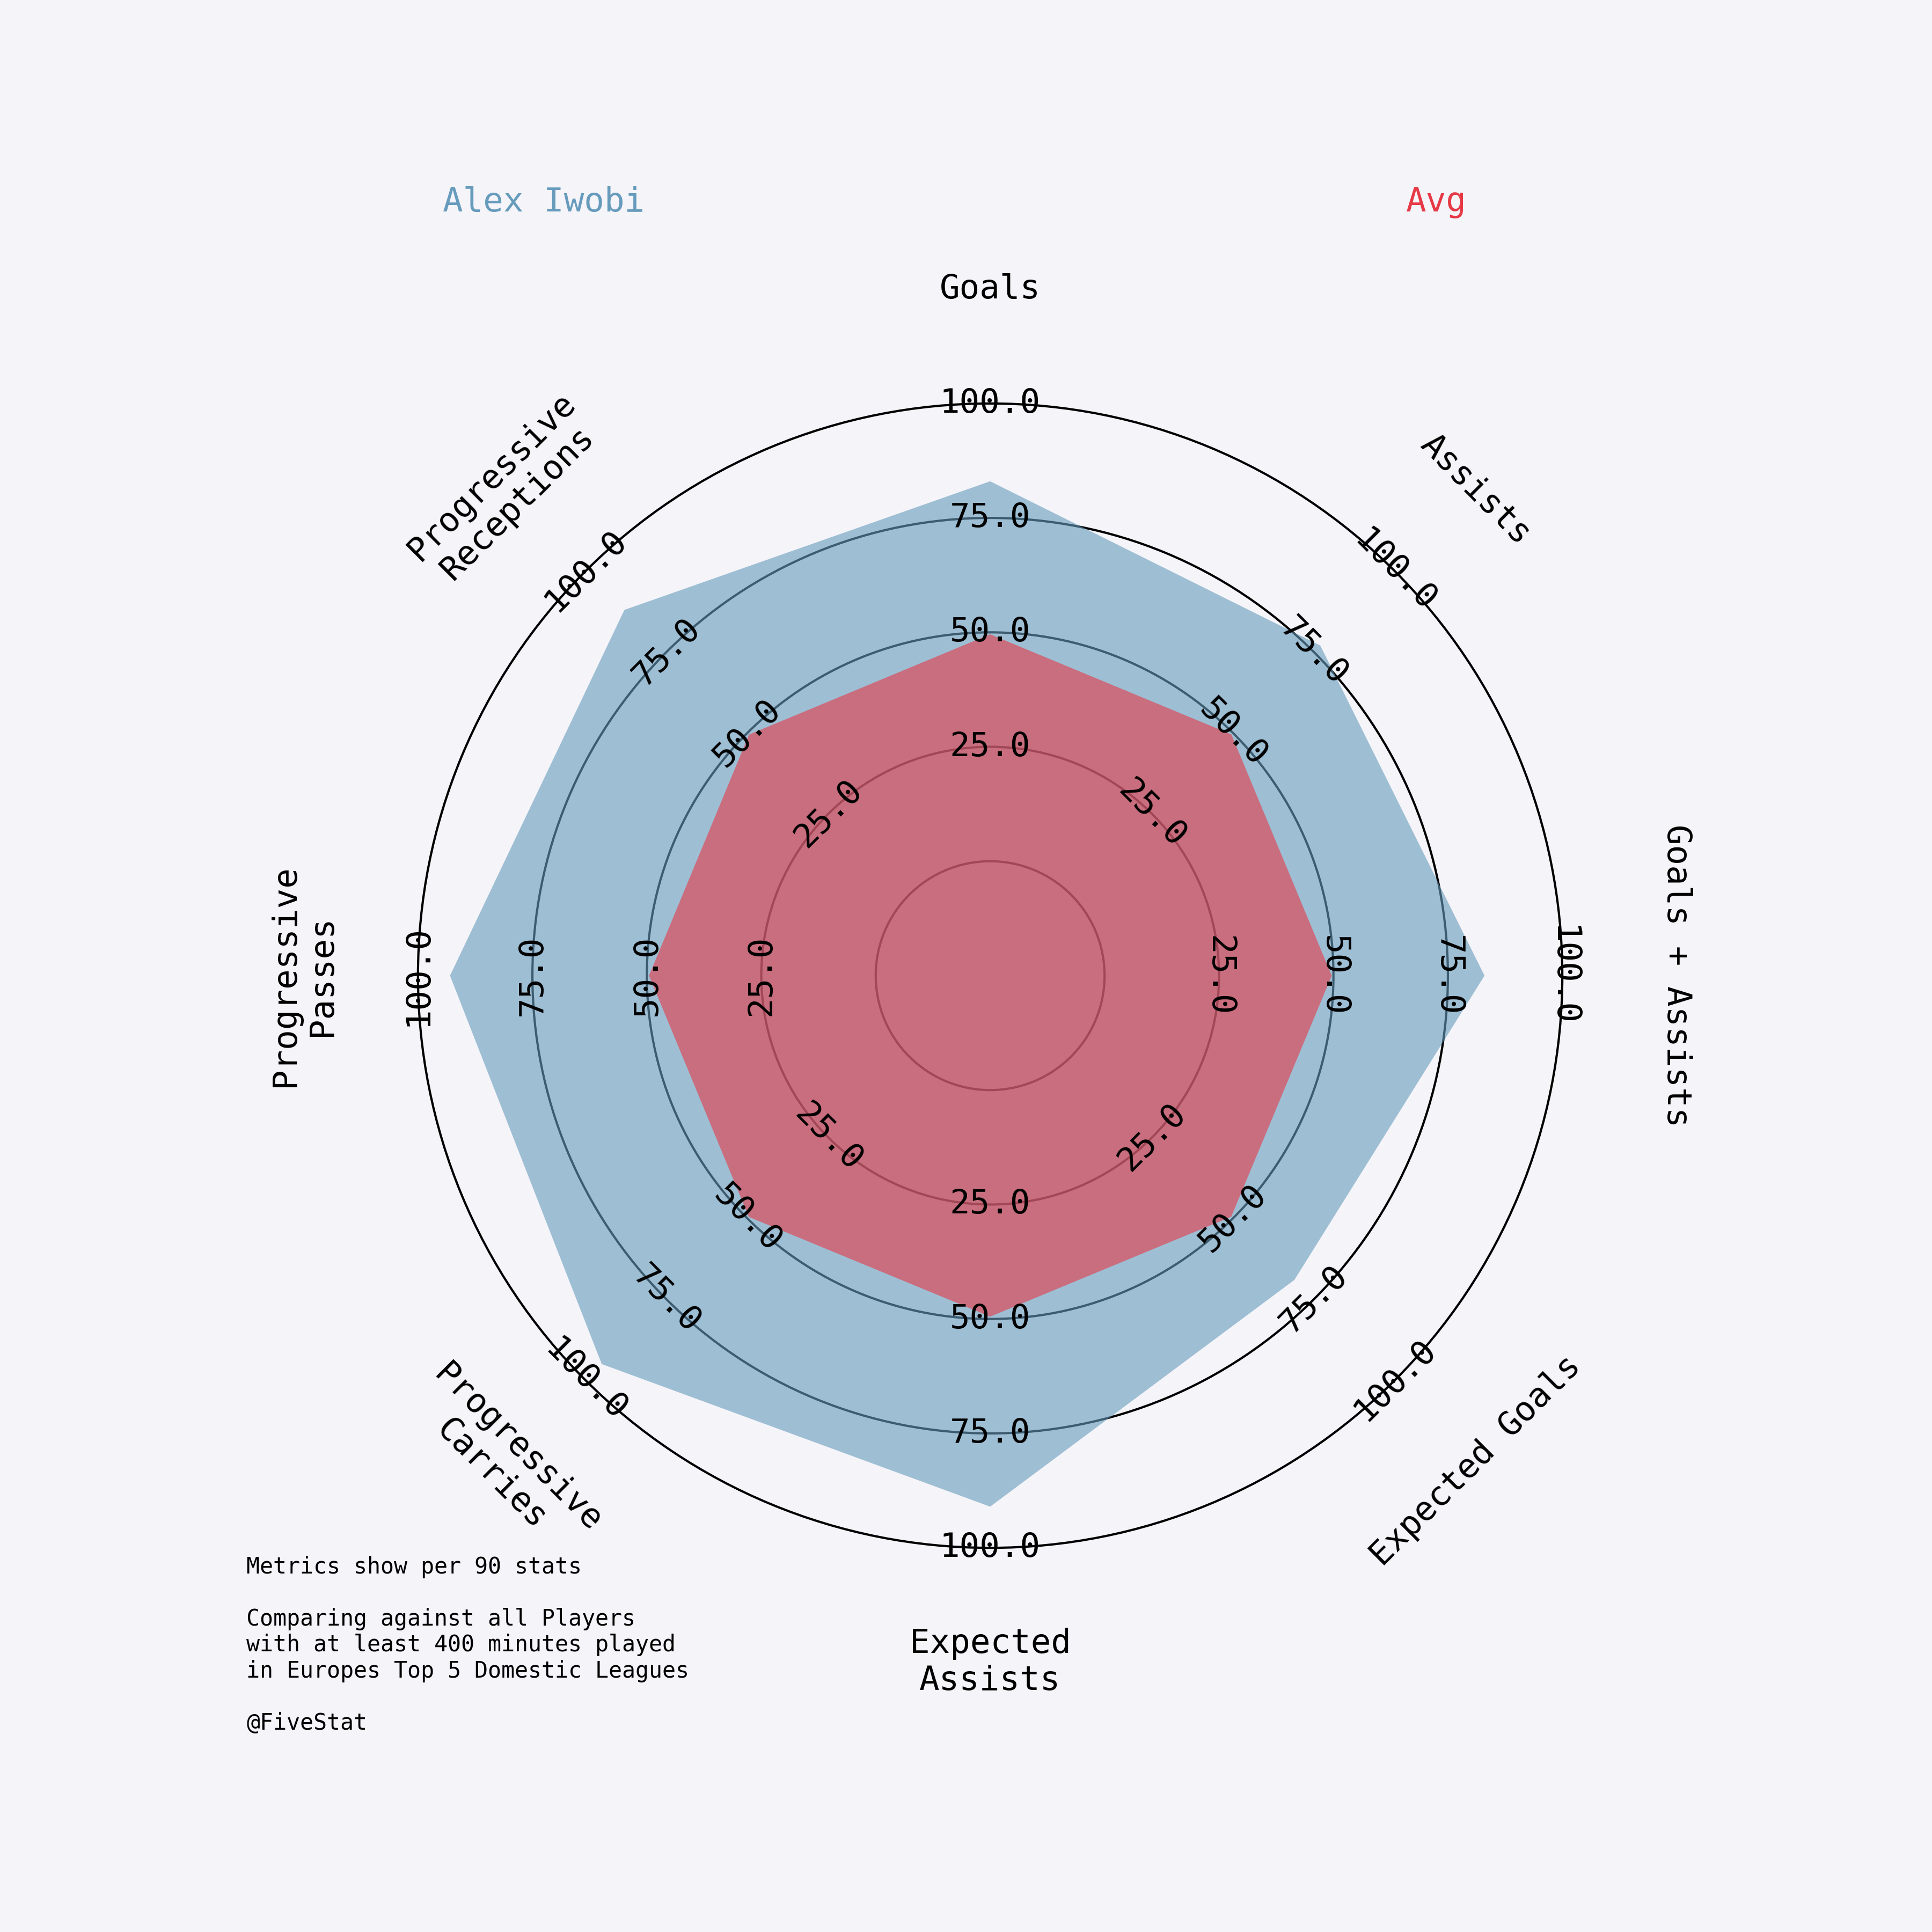 Alex Iwobi
Avg
Goals
Assists
Goals + Assists
Expected Goals
Expected
Assists
Progressive
Carries
Progressive
Passes
Progressive
Receptions
25.0
50.0
75.0
100.0
25.0
50.0
75.0
100.0
25.0
50.0
75.0
100.0
25.0
50.0
75.0
100.0
25.0
50.0
75.0
100.0
25.0
50.0
75.0
100.0
25.0
50.0
75.0
100.0
25.0
50.0
75.0
100.0
Metrics show per 90 stats
Comparing against all Players
with at least 400 minutes played
in Europes Top 5 Domestic Leagues
@FiveStat